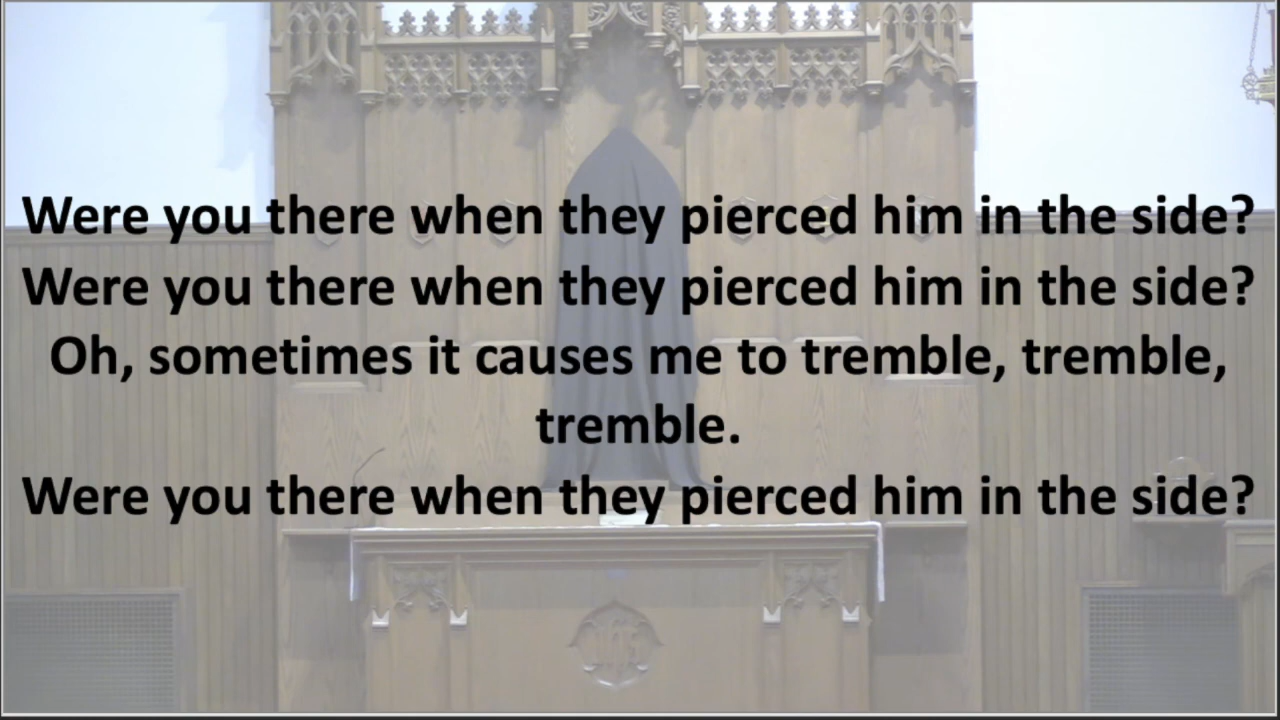 Were you there when they pierced him in the side?
Were you there when they pierced him in the side?
Oh, sometimes it causes me to tremble, tremble,
tremble.
Were you there when they pierced him in the side?
IHS